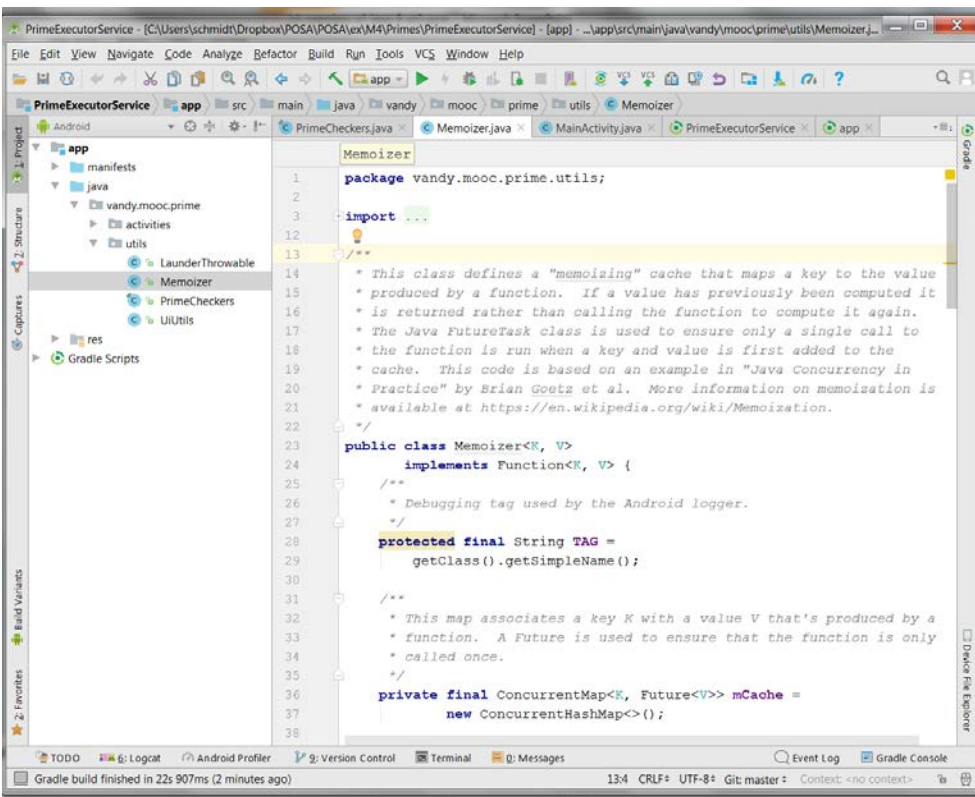 PrimeExecutorService - [C:\Users\schmidt\Dropbox\POSA\POSA\ex\M4\Primes\PrimeExecutorService] - [app] - ...\app\src\main\java\vandy\mooc\prime\utils\Memoizer.j...
File Edit View Navigate Code Analyze Refactor Build Run Tools VCS Window Help
app
PrimeExecutorService app src main java vandy mooc prime utils Memoizer
Android
PrimeCheckers.java Memoizer.java MainActivity.java PrimeExecutorService app
1: Project
2: Structure
Captures
Build Variants
2: Favorites
app
manifests
java
vandy.mooc.prime
activities
utils
LaunderThrowable
Memoizer
PrimeCheckers
UiUtils
res
Gradle Scripts
Memoizer
1 package vandy.mooc.prime.utils;
2
3 import ...
12
13 /**
14 * This class defines a "memoizing" cache that maps a key to the value
15 * produced by a function. If a value has previously been computed it
16 * is returned rather than calling the function to compute it again.
17 * The Java FutureTask class is used to ensure only a single call to
18 * the function is run when a key and value is first added to the
19 * cache. This code is based on an example in "Java Concurrency in
20 * Practice" by Brian Goetz et al. More information on memoization is
21 * available at https://en.wikipedia.org/wiki/Memoization.
22 */
23 public class Memoizer<K, V>
24 implements Function<K, V> {
25 /**
26 * Debugging tag used by the Android logger.
27 */
28 protected final String TAG =
29 getClass().getSimpleName();
30
31 /**
32 * This map associates a key K with a value V that's produced by a
33 * function. A Future is used to ensure that the function is only
34 * called once.
35 */
36 private final ConcurrentMap<K, Future<V>> mCache =
37 new ConcurrentHashMap<>();
38
Gradle
Device File Explorer
TODO 6: Logcat Android Profiler 9: Version Control Terminal 0: Messages Event Log Gradle Console
Gradle build finished in 22s 907ms (2 minutes ago) 13:4 CRLF UTF-8 Git: master Context: <no context>